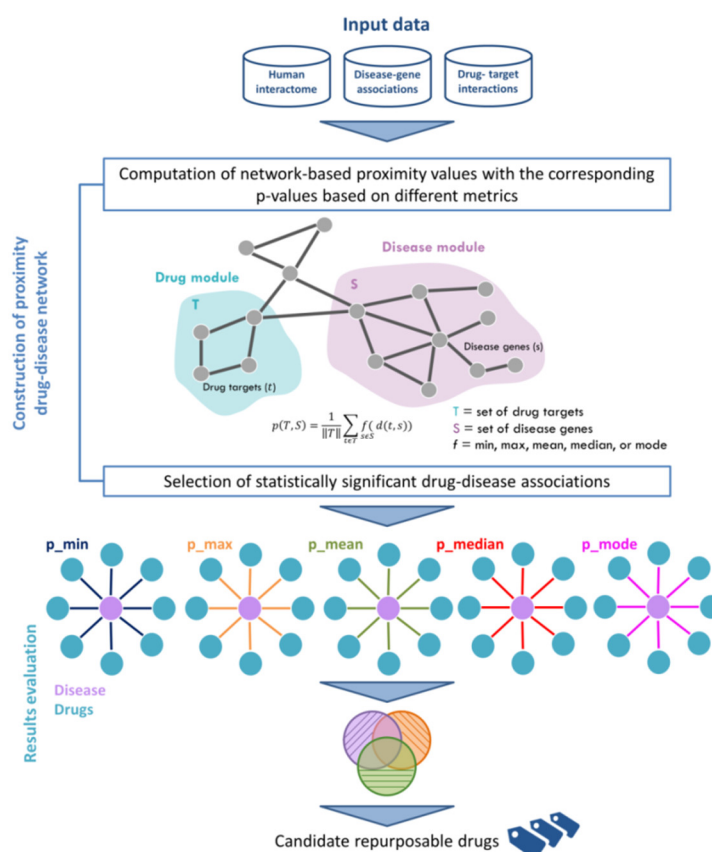 Input data
Human
interactome
Disease-gene
associations
Drug- target
interactions
Construction of proximity
drug-disease network
Computation of network-based proximity values with the corresponding
p-values based on different metrics
Disease module
Drug module
S
T
Disease genes (s)
Drug targets (t)
p(T, S) = 1/‖T‖ ∑ t∈T f s∈S ( d(t, s))
T = set of drug targets
S = set of disease genes
f = min, max, mean, median, or mode
Selection of statistically significant drug-disease associations
p_min
p_max
p_mean
p_median
p_mode
Results evaluation
Disease
Drugs
Candidate repurposable drugs